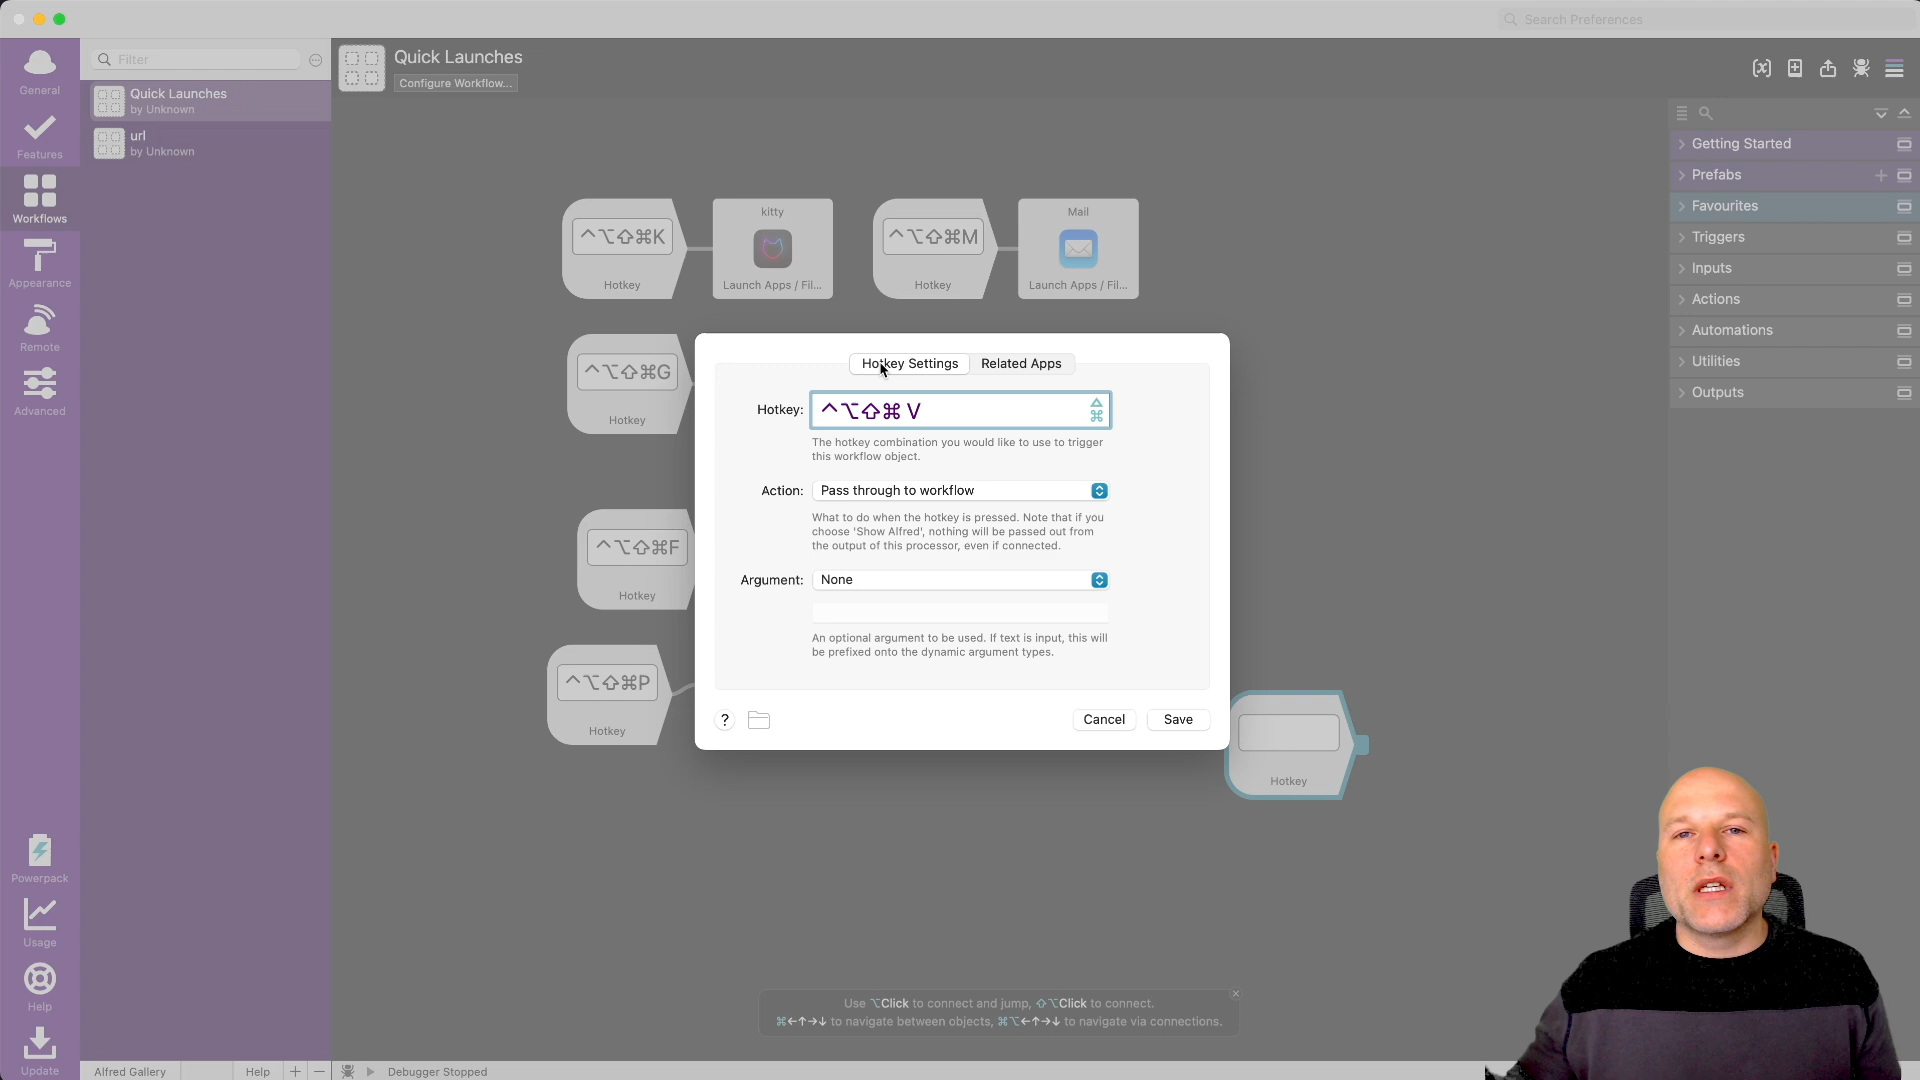 Search Preferences
General
Features
Workflows
Appearance
Remote
Advanced
Powerpack
Usage
Help
Update
Filter
Quick Launches
by Unknown
url
by Unknown
Alfred Gallery
Help
Quick Launches
Configure Workflow...
⌃⌥⇧⌘K
Hotkey
kitty
Launch Apps / Fil...
⌃⌥⇧⌘M
Hotkey
Mail
Launch Apps / Fil...
⌃⌥⇧⌘G
Hotkey
⌃⌥⇧⌘F
Hotkey
⌃⌥⇧⌘P
Hotkey
Hotkey Settings
Related Apps
Hotkey:
⌃⌥⇧⌘ V
The hotkey combination you would like to use to trigger
this workflow object.
Action:
Pass through to workflow
What to do when the hotkey is pressed. Note that if you
choose 'Show Alfred', nothing will be passed out from
the output of this processor, even if connected.
Argument:
None
An optional argument to be used. If text is input, this will
be prefixed onto the dynamic argument types.
?
Cancel
Save
Hotkey
Use ⌥Click to connect and jump, ⇧⌥Click to connect.
⌘←↑→↓ to navigate between objects, ⌘⌥←↑→↓ to navigate via connections.
Debugger Stopped
Getting Started
Prefabs
Favourites
Triggers
Inputs
Actions
Automations
Utilities
Outputs